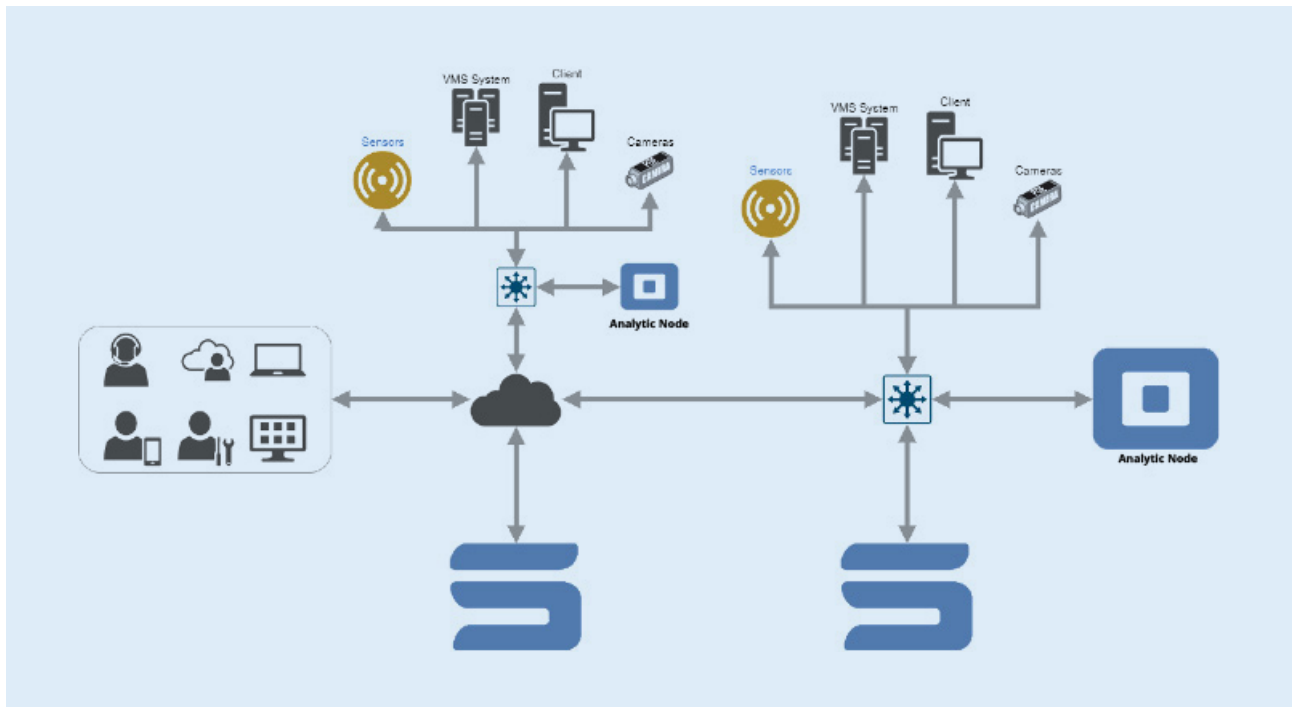 VMS System
Client
Sensors
Cameras
Analytic Node
VMS System
Client
Sensors
Cameras
Analytic Node